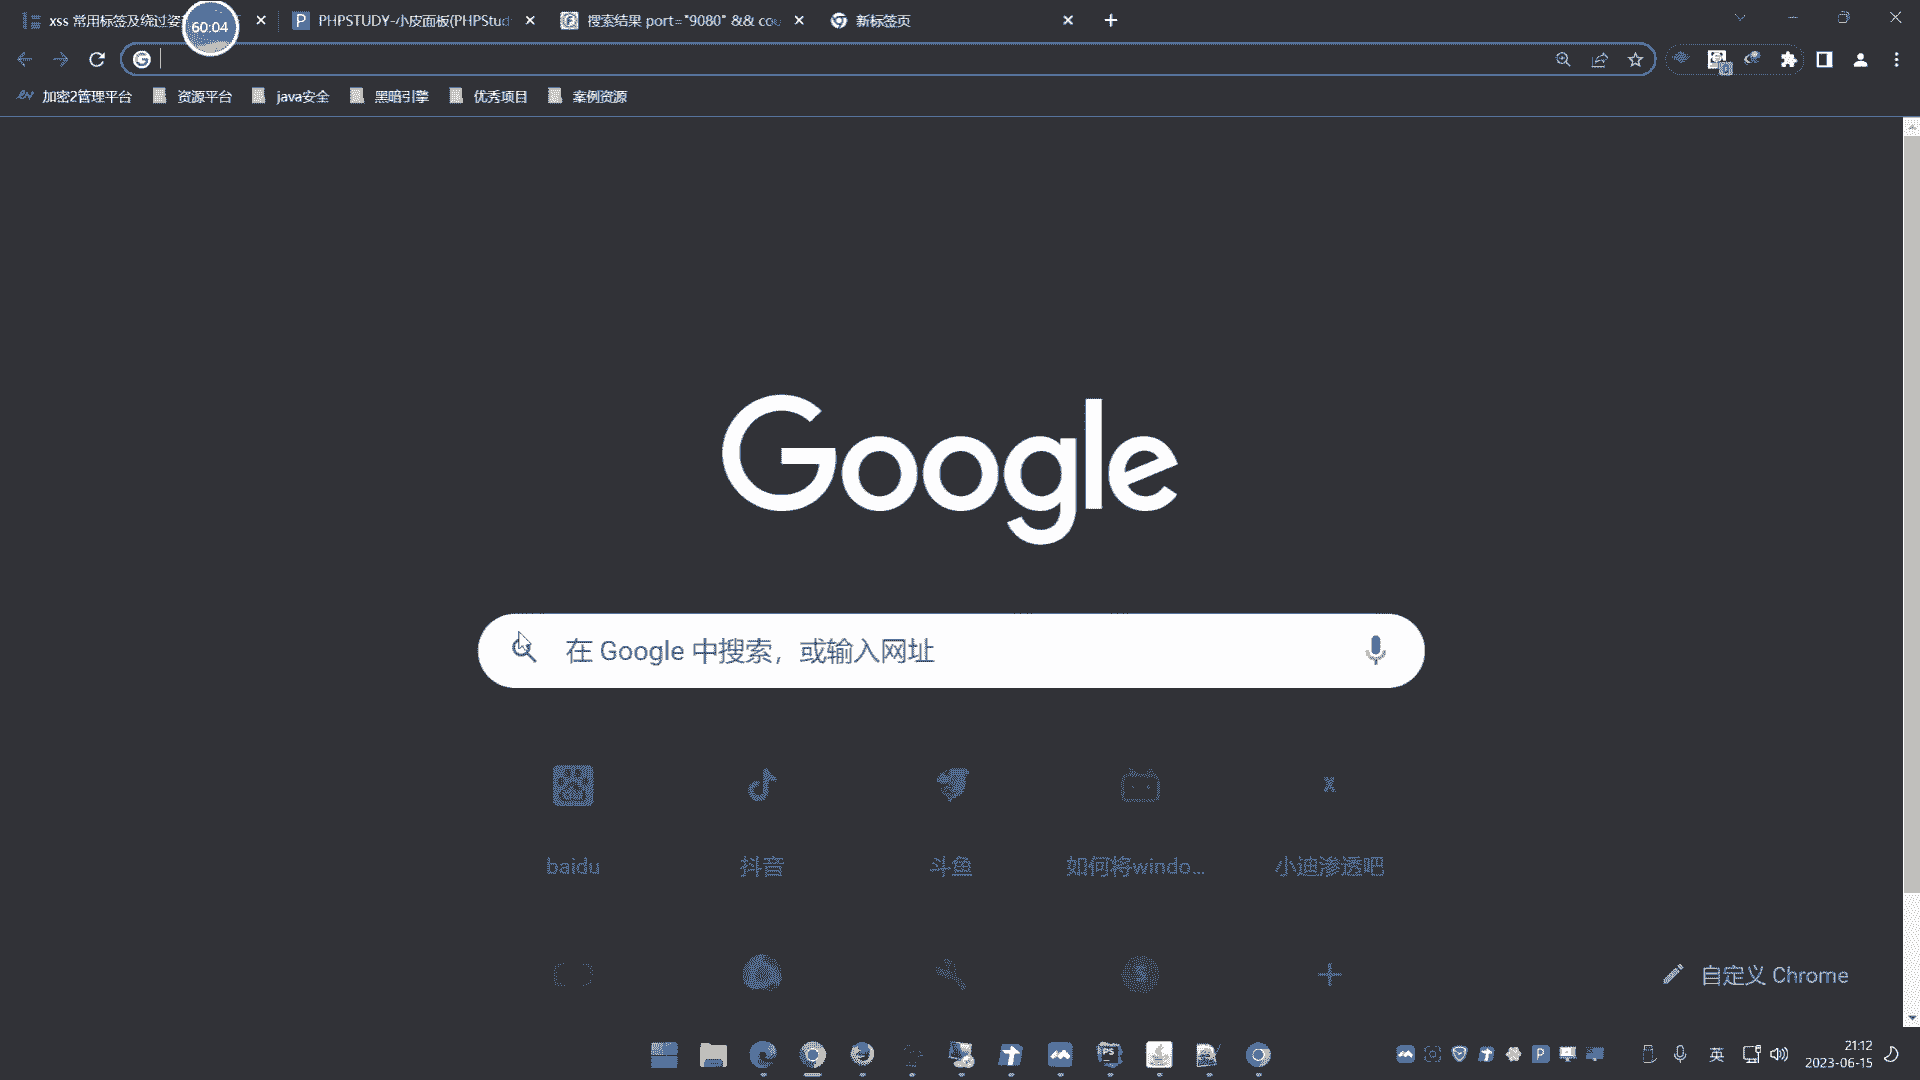 xss 常用标签及绕过姿
60:04
PHPSTUDY-小皮面板(PHPStud
搜索结果 port="9080" && cou
新标签页
加密2管理平台
资源平台
java安全
黑暗引擎
优秀项目
案例资源
Google
在 Google 中搜索，或输入网址
baidu
抖音
斗鱼
如何将windo...
X
小迪渗透吧
自定义 Chrome
英
21:12
2023-06-15